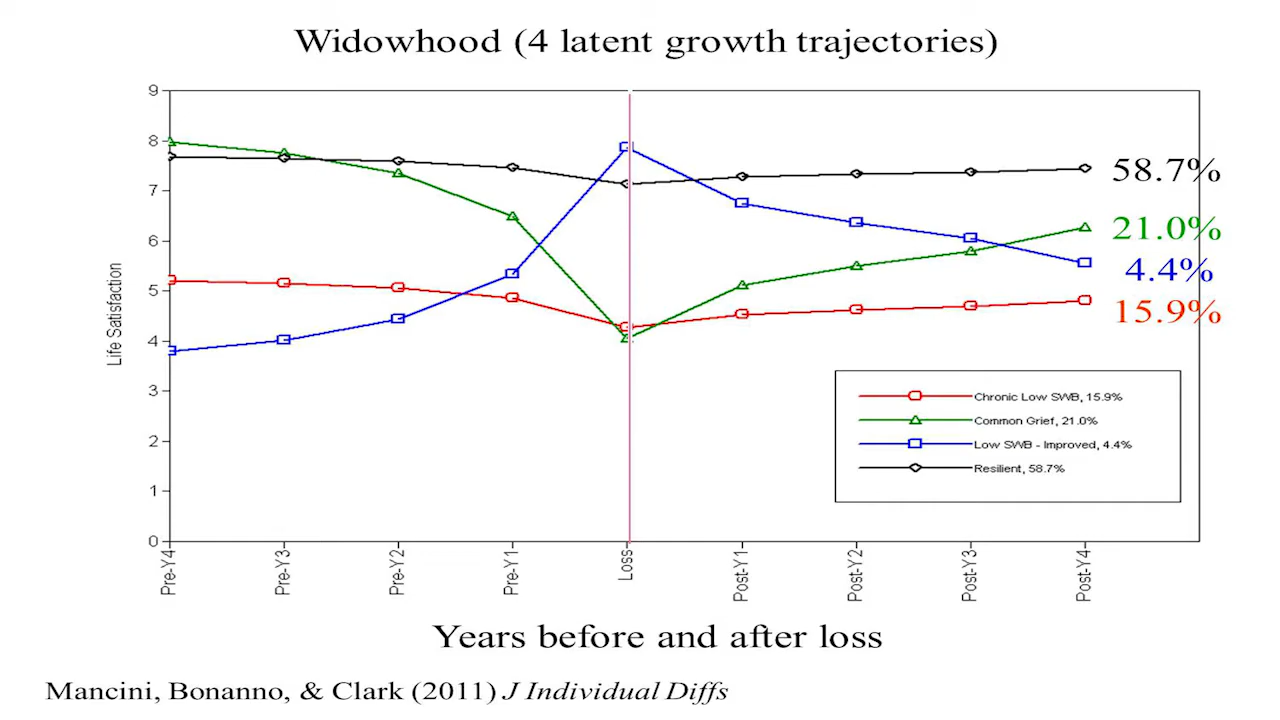 Widowhood (4 latent growth trajectories)
9
8
7
6
5
4
3
2
1
0
Life Satisfaction
58.7%
21.0%
4.4%
15.9%
Chronic Low SWB, 15.9%
Common Grief, 21.0%
Low SWB - Improved, 4.4%
Resilient, 58.7%
Pre-Y4
Pre-Y3
Pre-Y2
Pre-Y1
Loss
Post-Y1
Post-Y2
Post-Y3
Post-Y4
Years before and after loss
Mancini, Bonanno, & Clark (2011) J Individual Diffs